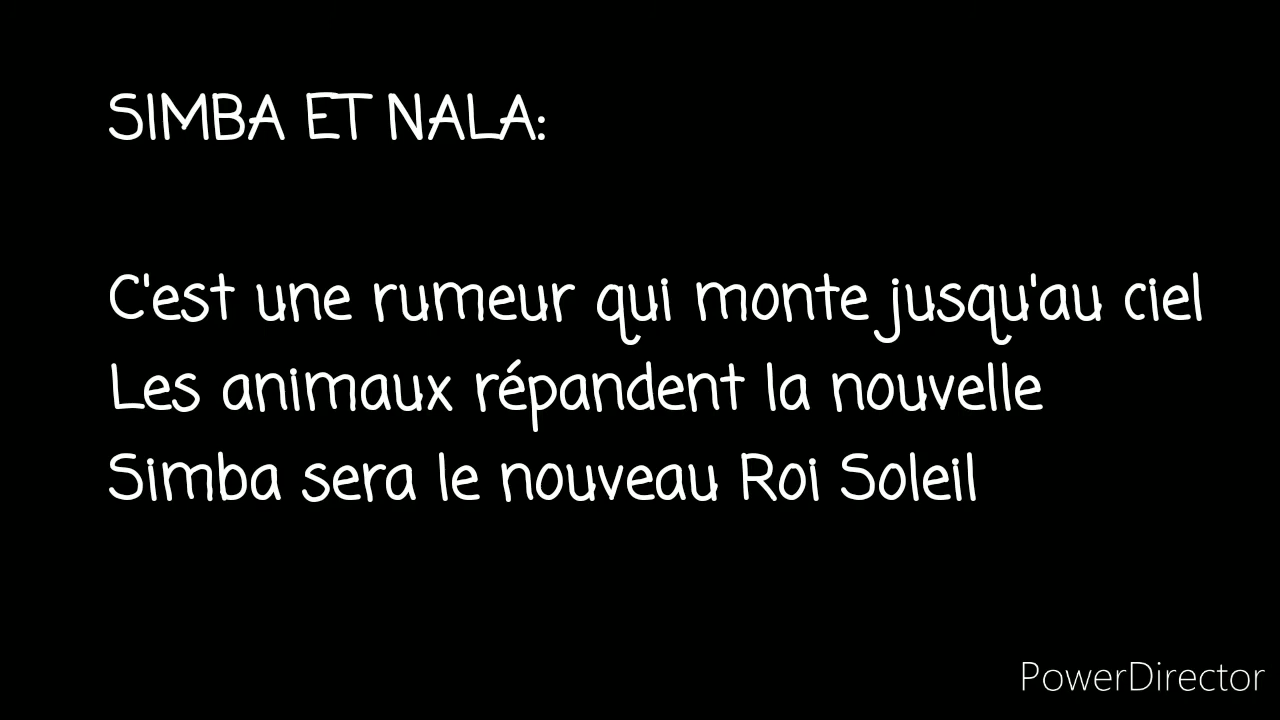 SIMBA ET NALA:
C'est une rumeur qui monte jusqu'au ciel
Les animaux répandent la nouvelle
Simba sera le nouveau Roi Soleil
PowerDirector